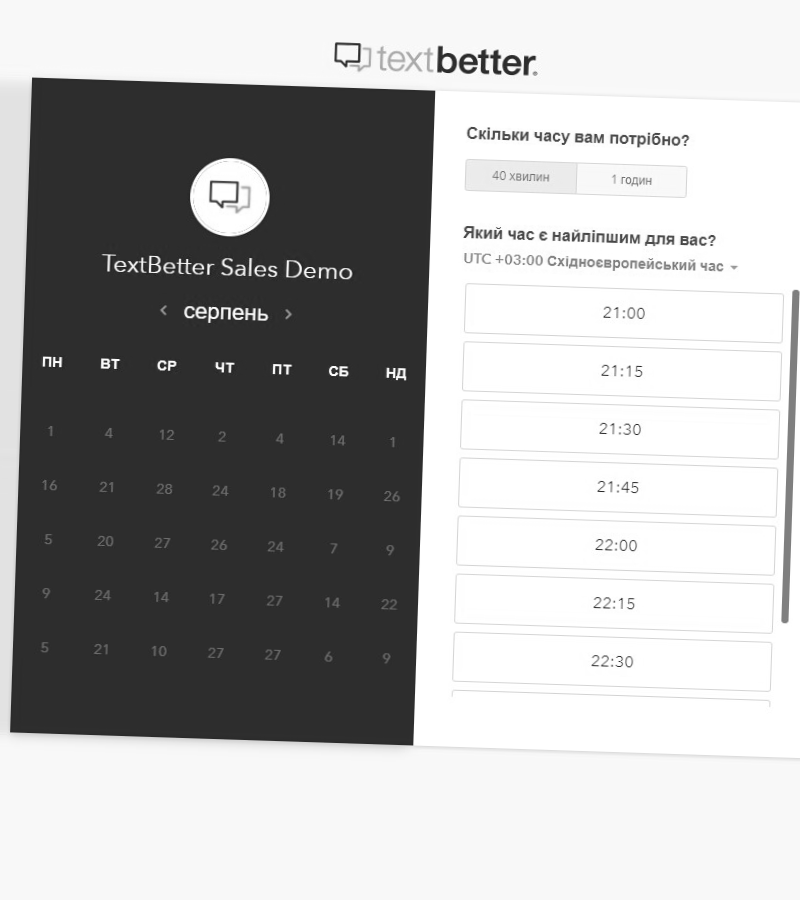 textbetter.
TextBetter Sales Demo
серпень
ПН ВТ СР ЧТ ПТ СБ НД
1 4 12 2 4 14 1
16 21 28 24 18 19 26
5 20 27 26 24 7 9
9 24 14 17 27 14 22
5 21 10 27 27 6 9
Скільки часу вам потрібно?
40 хвилин 1 годин
Який час є найліпшим для вас?
UTC +03:00 Східноєвропейський час
21:00
21:15
21:30
21:45
22:00
22:15
22:30